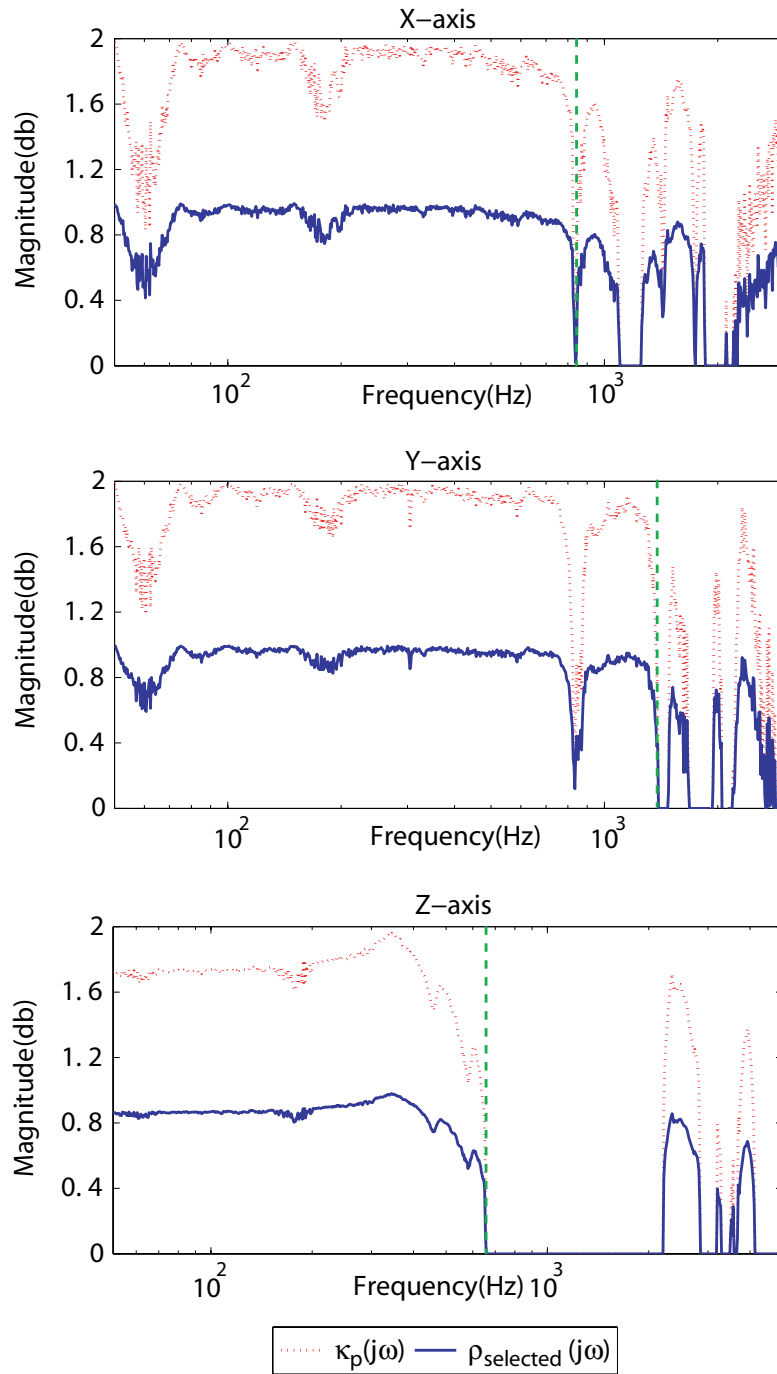 X−axis
Magnitude(db)
2
1.6
1.2
0.8
0.4
0
10²
Frequency(Hz)
10³
Y−axis
Magnitude(db)
2
1.6
1.2
0.8
0.4
0
10²
Frequency(Hz)
10³
Z−axis
Magnitude(db)
2
1.6
1.2
0.8
0.4
0
10²
Frequency(Hz)
10³
κp(jω) ρselected (jω)